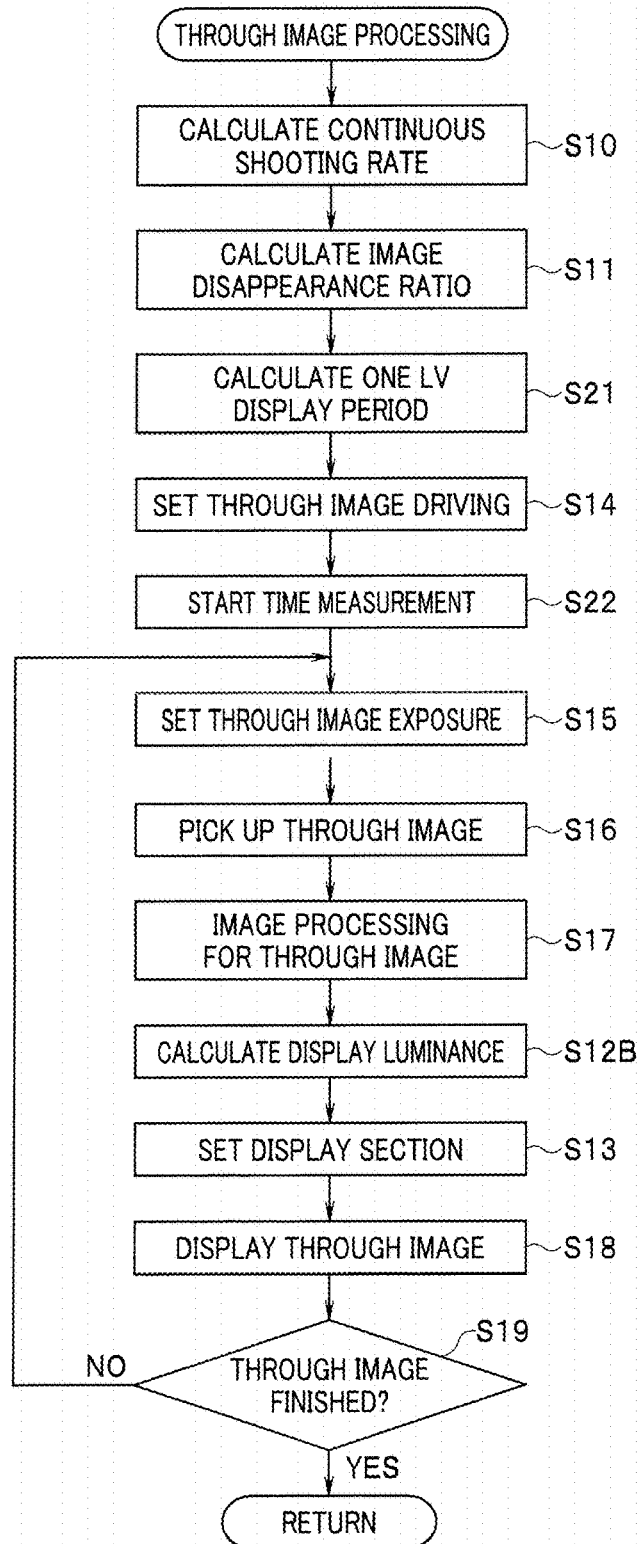 THROUGH IMAGE PROCESSING
CALCULATE CONTINUOUS
SHOOTING RATE
S10
CALCULATE IMAGE
DISAPPEARANCE RATIO
S11
CALCULATE ONE LV
DISPLAY PERIOD
S21
SET THROUGH IMAGE DRIVING
S14
START TIME MEASUREMENT
S22
SET THROUGH IMAGE EXPOSURE
S15
PICK UP THROUGH IMAGE
S16
IMAGE PROCESSING
FOR THROUGH IMAGE
S17
CALCULATE DISPLAY LUMINANCE
S12B
SET DISPLAY SECTION
S13
DISPLAY THROUGH IMAGE
S18
S19
NO
THROUGH IMAGE
FINISHED?
YES
RETURN